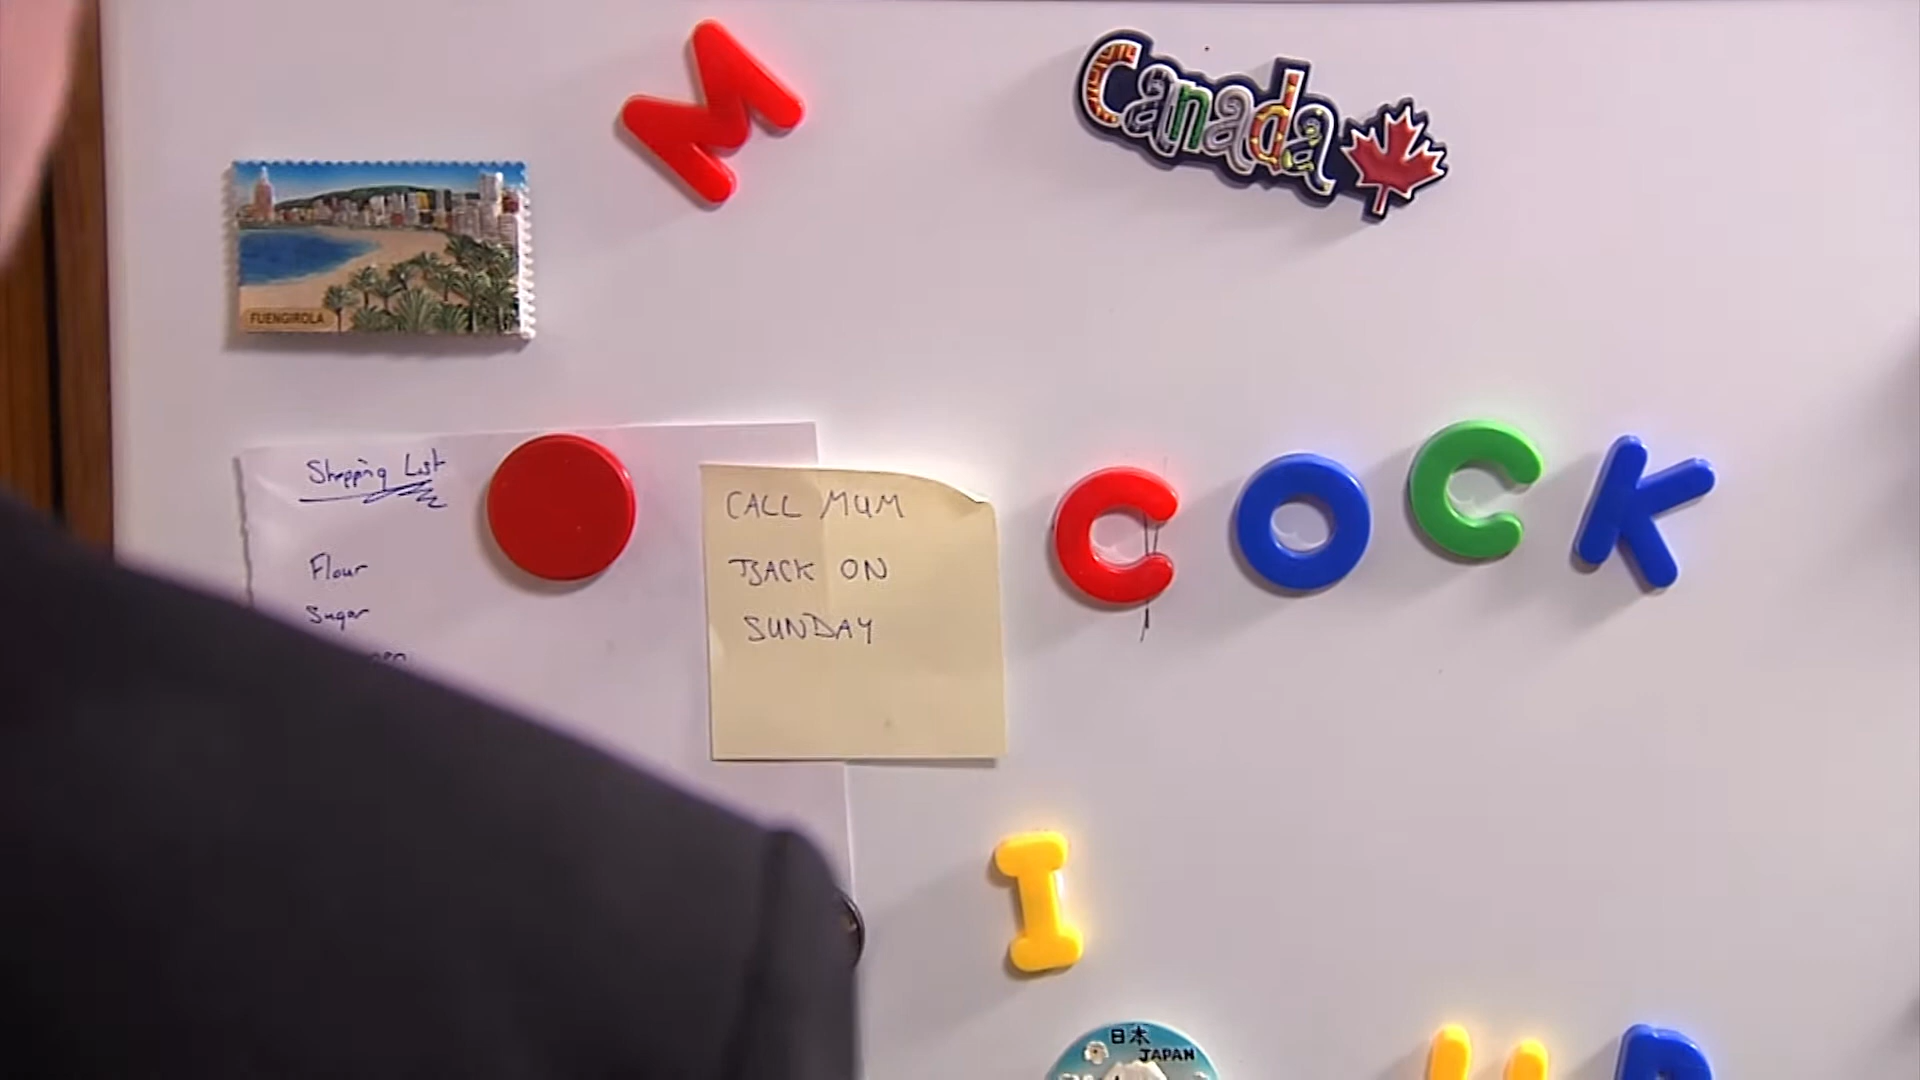 M
Canada
FUENGIROLA
Shopping List
Flour
Sugar
CALL MUM
BACK ON
SUNDAY
COCK
I
日本
JAPAN